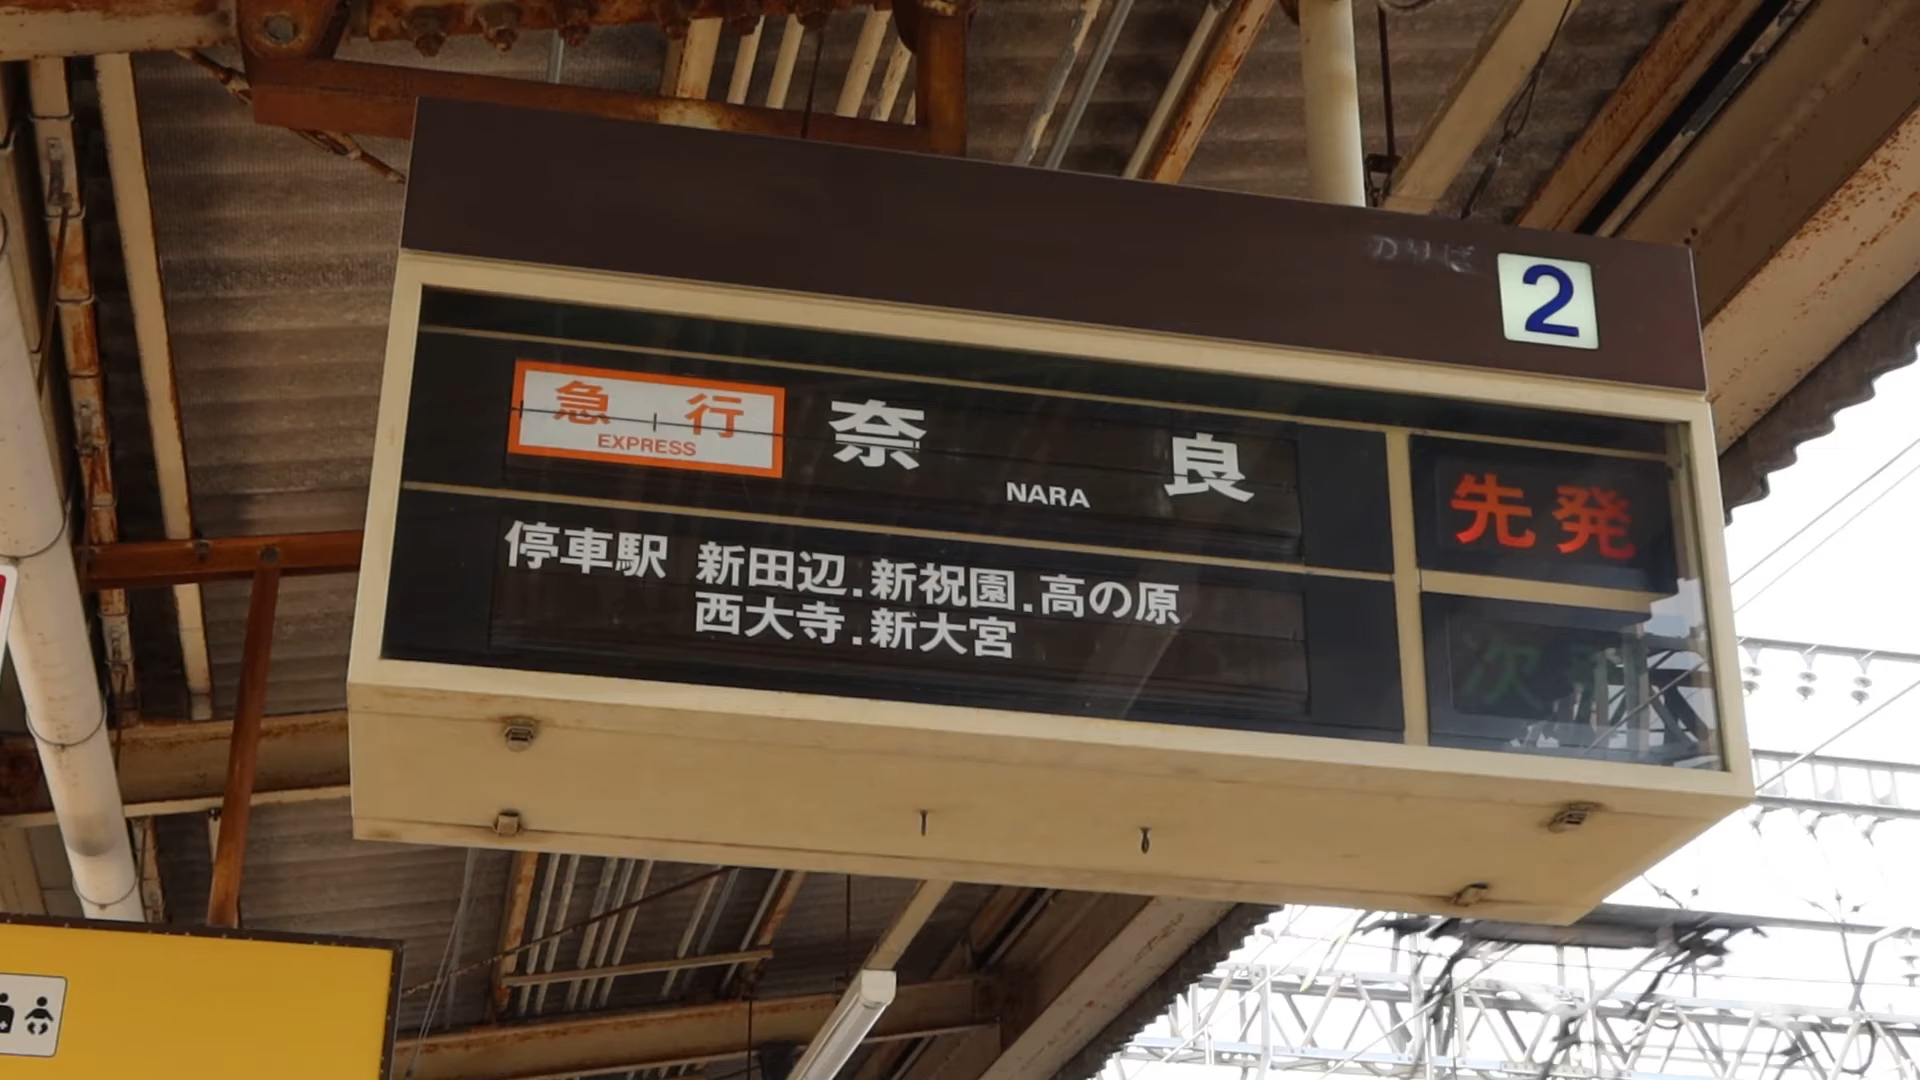 のりば
2
急行
EXPRESS
奈良
NARA
先発
停車駅 新田辺.新祝園.高の原
西大寺.新大宮
次発